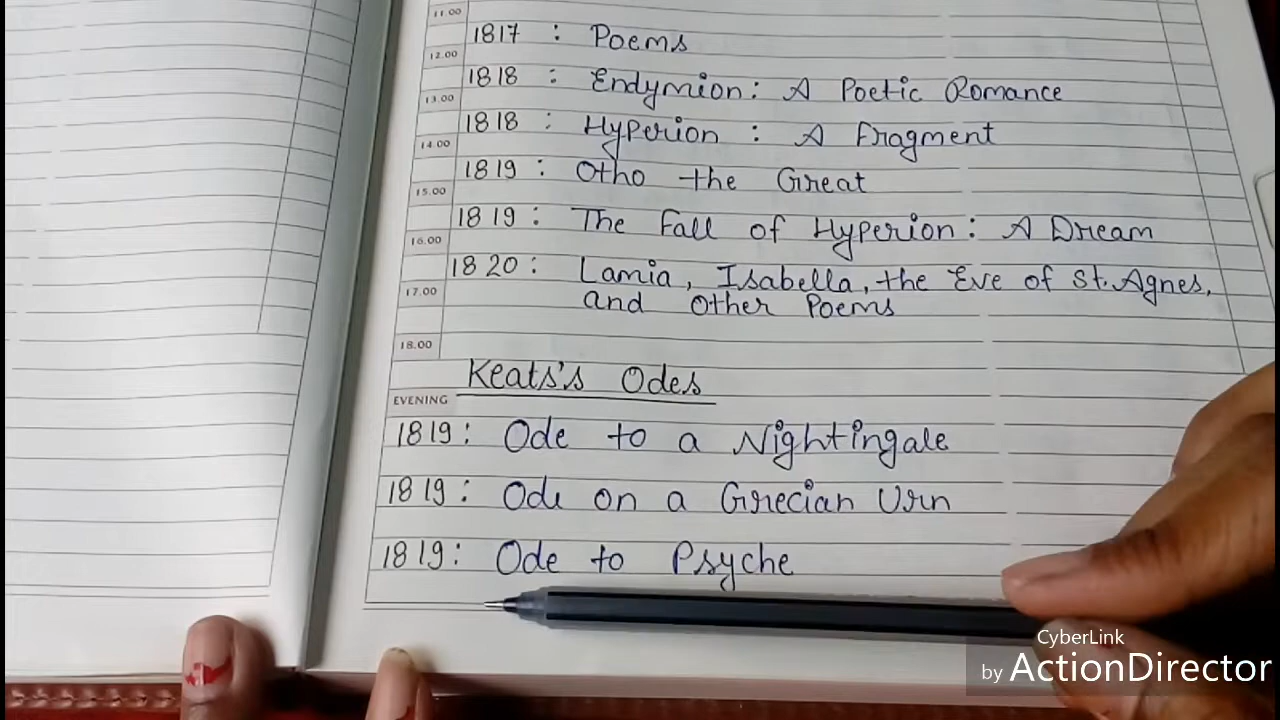 11.00
1817 : Poems
12.00
1818 : Endymion: A Poetic Romance
13.00
1818 : Hyperion : A Fragment
14.00
1819 : Otho the Great
15.00
1819 : The Fall of Hyperion: A Dream
16.00
1820 : Lamia, Isabella, the Eve of St. Agnes,
17.00
and Other Poems
18.00
Keats's Odes
EVENING
1819: Ode to a Nightingale
1819: Ode on a Grecian Urn
1819: Ode to Psyche
CyberLink
by ActionDirector